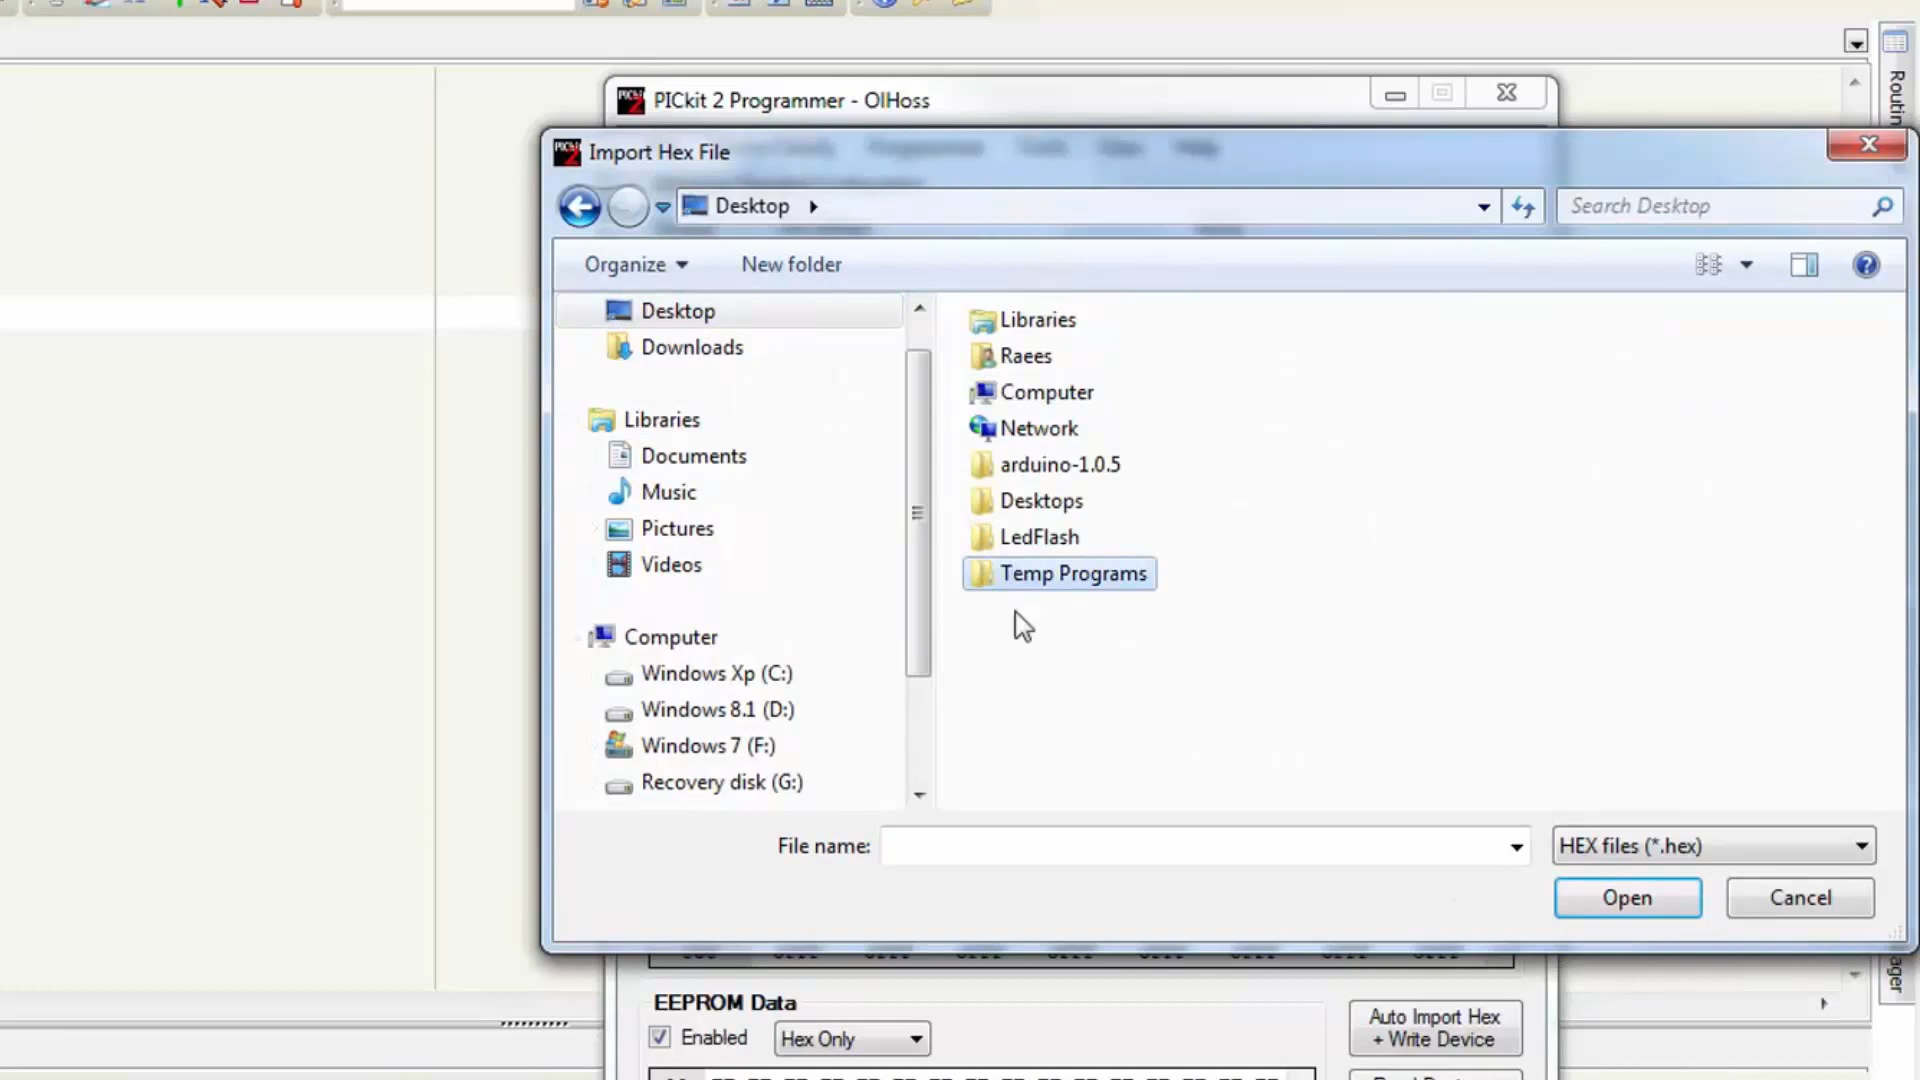 PICkit 2 Programmer - OlHoss
Import Hex File
Desktop
Search Desktop
Organize
New folder
Desktop
Downloads
Libraries
Documents
Music
Pictures
Videos
Computer
Windows Xp (C:)
Windows 8.1 (D:)
Windows 7 (F:)
Recovery disk (G:)
Libraries
Raees
Computer
Network
arduino-1.0.5
Desktops
LedFlash
Temp Programs
File name:
HEX files (*.hex)
Open
Cancel
EEPROM Data
Enabled
Hex Only
Auto Import Hex
+ Write Device
Routin
ager